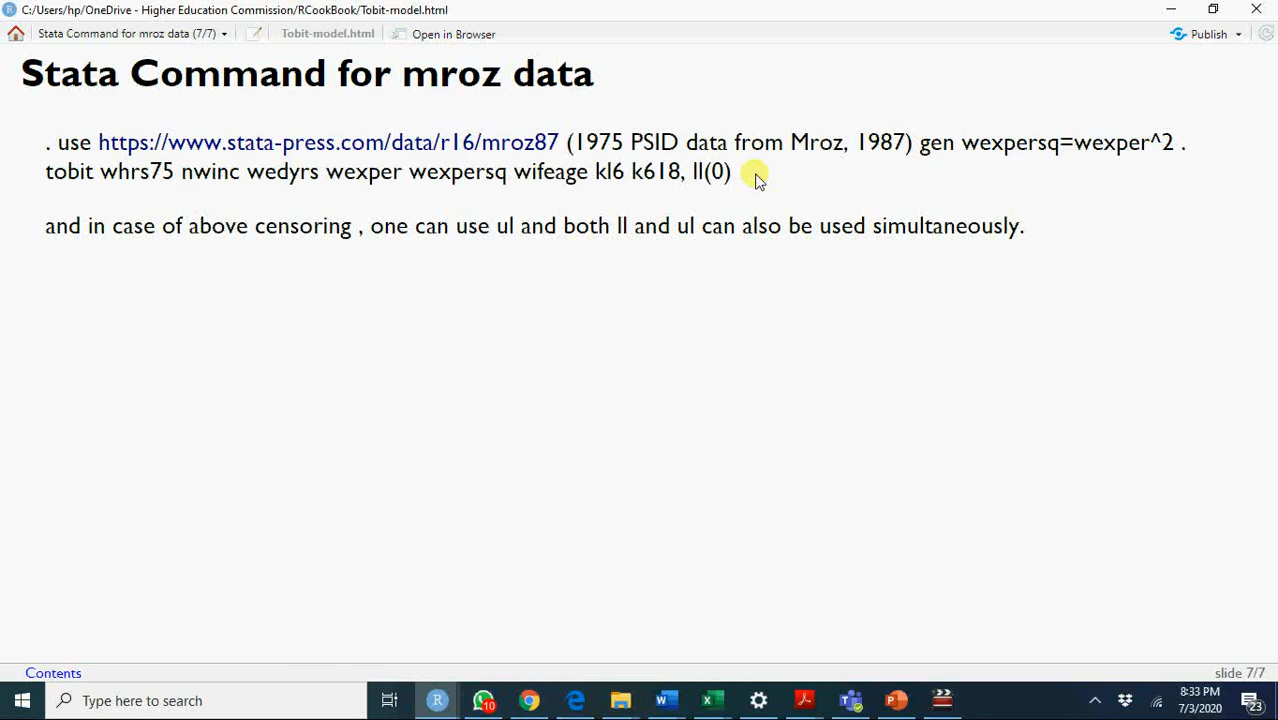 C:/Users/hp/OneDrive - Higher Education Commission/RCookBook/Tobit-model.html
Stata Command for mroz data (7/7)
Tobit-model.html
Open in Browser
Publish
Stata Command for mroz data
. use https://www.stata-press.com/data/r16/mroz87 (1975 PSID data from Mroz, 1987) gen wexpersq=wexper^2 .
tobit whrs75 nwinc wedyrs wexper wexpersq wifeage kl6 k618, ll(0)
and in case of above censoring , one can use ul and both ll and ul can also be used simultaneously.
Contents
slide 7/7
Type here to search
10
8:33 PM
7/3/2020
23